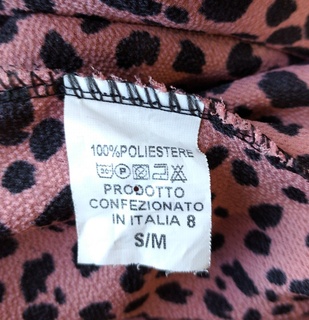 100%POLIESTERE
PRODOTTO
CONFEZIONATO
IN ITALIA 8
S/M